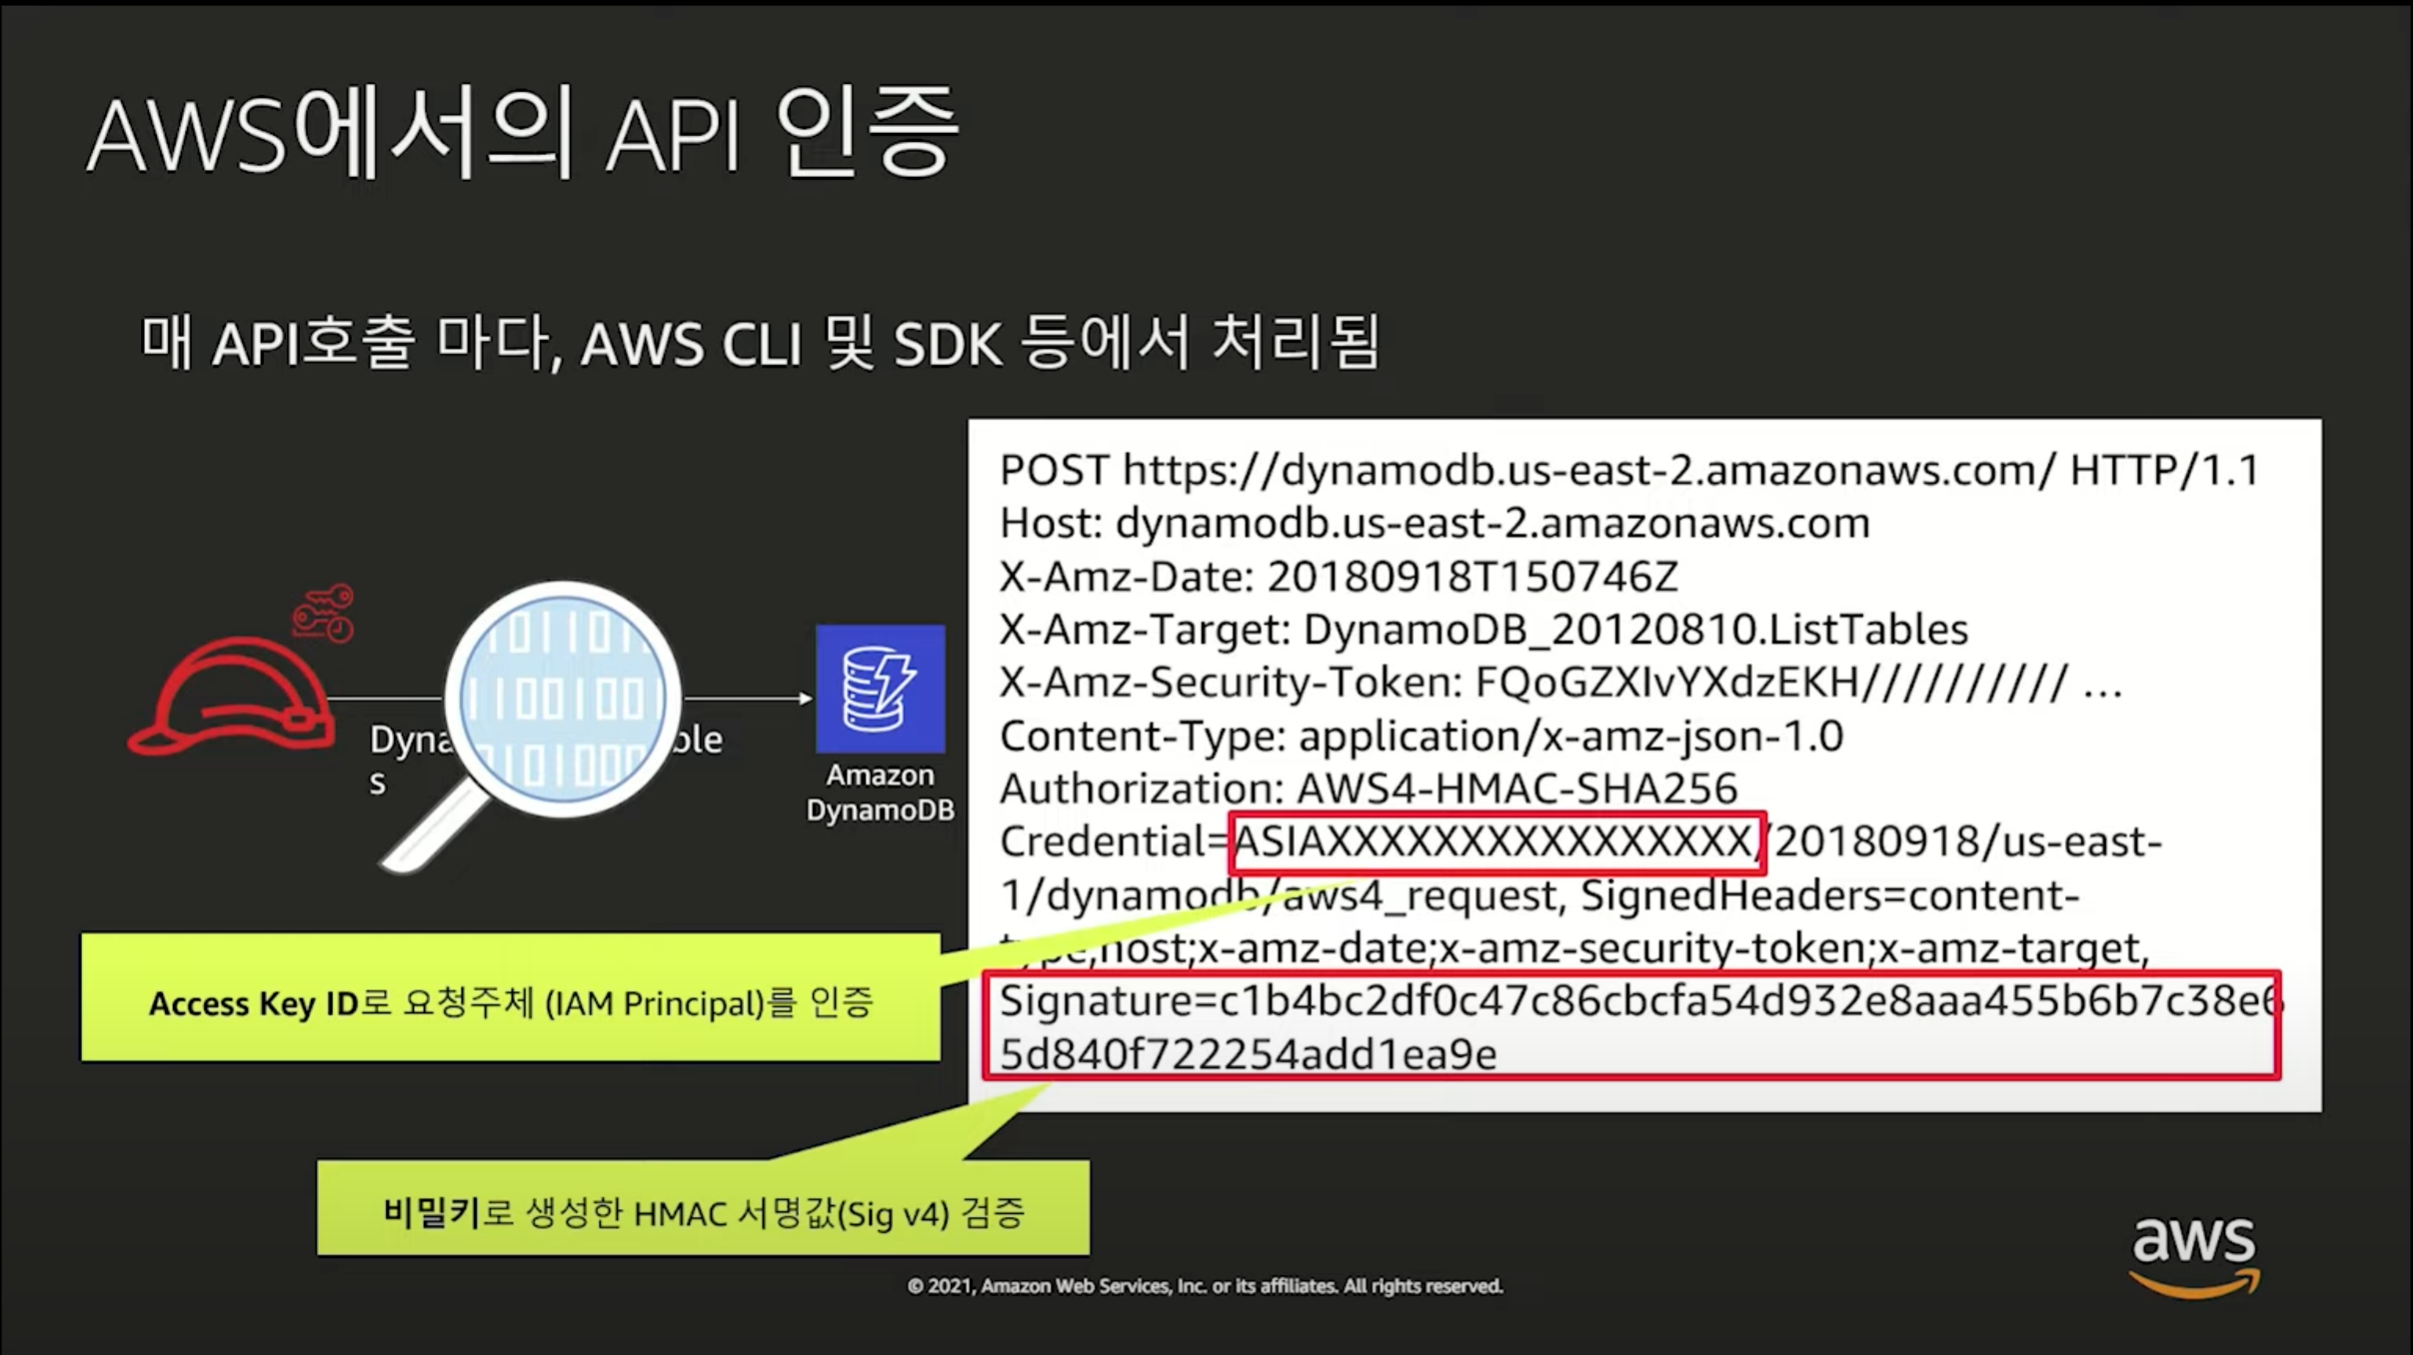 AWS에서의 API 인증
매 API호출 마다, AWS CLI 및 SDK 등에서 처리됨
POST https://dynamodb.us-east-2.amazonaws.com/ HTTP/1.1
Host: dynamodb.us-east-2.amazonaws.com
X-Amz-Date: 20180918T150746Z
X-Amz-Target: DynamoDB_20120810.ListTables
X-Amz-Security-Token: FQoGZXIvYXdzEKH////////// ...
Content-Type: application/x-amz-json-1.0
Authorization: AWS4-HMAC-SHA256
Credential=ASIAXXXXXXXXXXXXXXXX/20180918/us-east-
1/dynamodb/aws4_request, SignedHeaders=content-
type;host;x-amz-date;x-amz-security-token;x-amz-target,
Signature=c1b4bc2df0c47c86cbcfa54d932e8aaa455b6b7c38e6
5d840f722254add1ea9e
Amazon
DynamoDB
Access Key ID로 요청주체 (IAM Principal)를 인증
비밀키로 생성한 HMAC 서명값(Sig v4) 검증
aws
© 2021, Amazon Web Services, Inc. or its affiliates. All rights reserved.